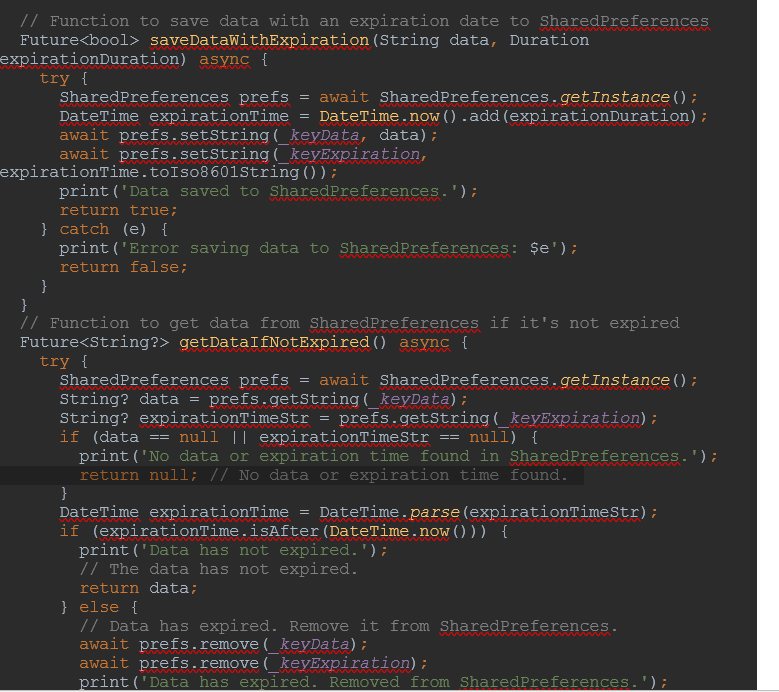 // Function to save data with an expiration date to SharedPreferences
Future<bool> saveDataWithExpiration(String data, Duration
expirationDuration) async {
try {
SharedPreferences prefs = await SharedPreferences.getInstance();
DateTime expirationTime = DateTime.now().add(expirationDuration);
await prefs.setString(_keyData, data);
await prefs.setString(_keyExpiration,
expirationTime.toIso8601String());
print('Data saved to SharedPreferences.');
return true;
} catch (e) {
print('Error saving data to SharedPreferences: $e');
return false;
}
}
// Function to get data from SharedPreferences if it's not expired
Future<String?> getDataIfNotExpired() async {
try {
SharedPreferences prefs = await SharedPreferences.getInstance();
String? data = prefs.getString(_keyData);
String? expirationTimeStr = prefs.getString(_keyExpiration);
if (data == null || expirationTimeStr == null) {
print('No data or expiration time found in SharedPreferences.');
return null; // No data or expiration time found.
}
DateTime expirationTime = DateTime.parse(expirationTimeStr);
if (expirationTime.isAfter(DateTime.now())) {
print('Data has not expired.');
// The data has not expired.
return data;
} else {
// Data has expired. Remove it from SharedPreferences.
await prefs.remove(_keyData);
await prefs.remove(_keyExpiration);
print('Data has expired. Removed from SharedPreferences.');